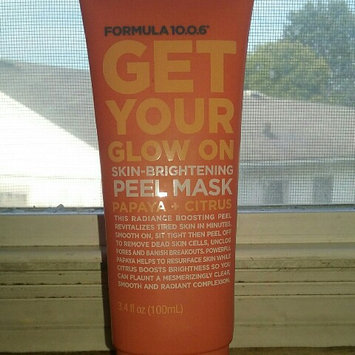 FORMULA 10.0.6
GET
YOUR
GLOW ON
SKIN-BRIGHTENING
PEEL MASK
PAPAYA + CITRUS
THIS RADIANCE BOOSTING PEEL
REVITALIZES TIRED SKIN IN MINUTES.
SMOOTH ON, SIT TIGHT THEN PEEL OFF
TO REMOVE DEAD SKIN CELLS, UNCLOG
PORES AND BANISH BREAKOUTS. POWERFUL
PAPAYA HELPS TO RESURFACE SKIN WHILE
CITRUS BOOSTS BRIGHTNESS SO YOU
CAN FLAUNT A MESMERIZINGLY CLEAR,
SMOOTH AND RADIANT COMPLEXION.
3.4 fl oz (100mL)